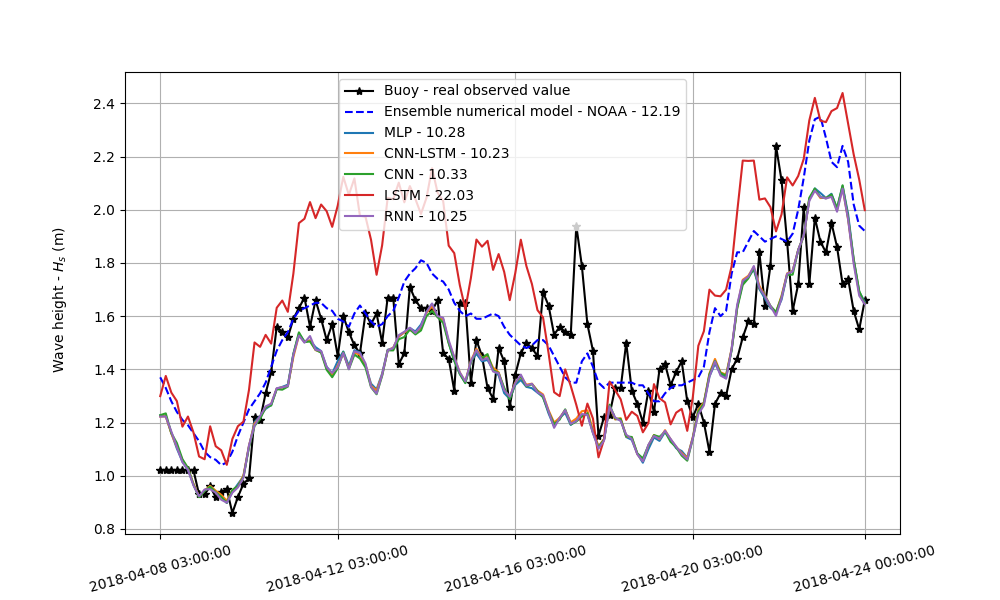 Buoy - real observed value
Ensemble numerical model - NOAA - 12.19
MLP - 10.28
CNN-LSTM - 10.23
CNN - 10.33
LSTM - 22.03
RNN - 10.25
Wave height - Hs (m)
2.4
2.2
2.0
1.8
1.6
1.4
1.2
1.0
0.8
2018-04-08 03:00:00
2018-04-12 03:00:00
2018-04-16 03:00:00
2018-04-20 03:00:00
2018-04-24 00:00:00